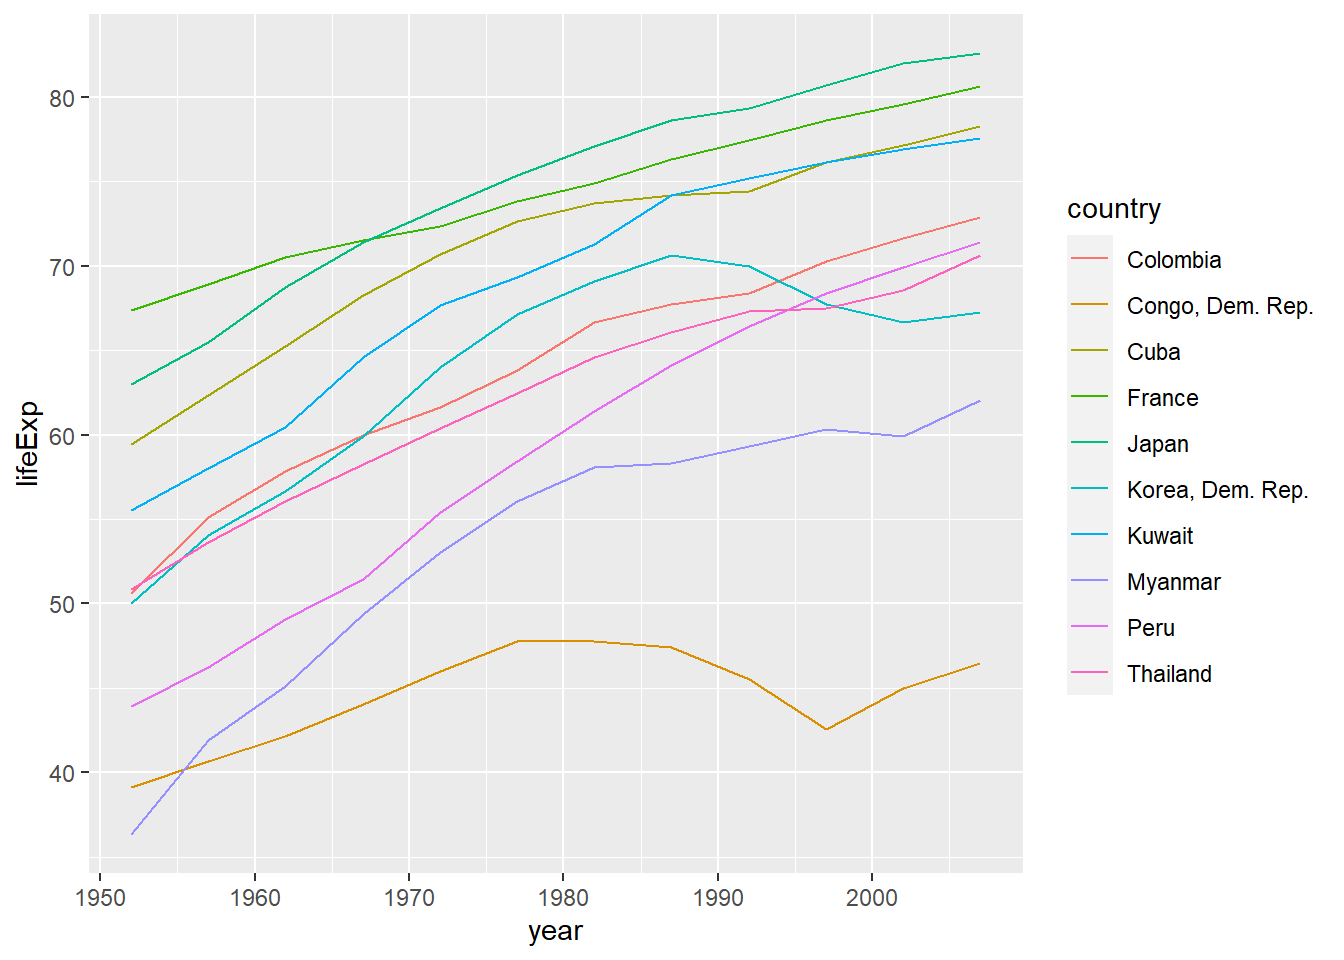 80
70
60
50
40
lifeExp
1950 1960 1970 1980 1990 2000
year
country
Colombia
Congo, Dem. Rep.
Cuba
France
Japan
Korea, Dem. Rep.
Kuwait
Myanmar
Peru
Thailand